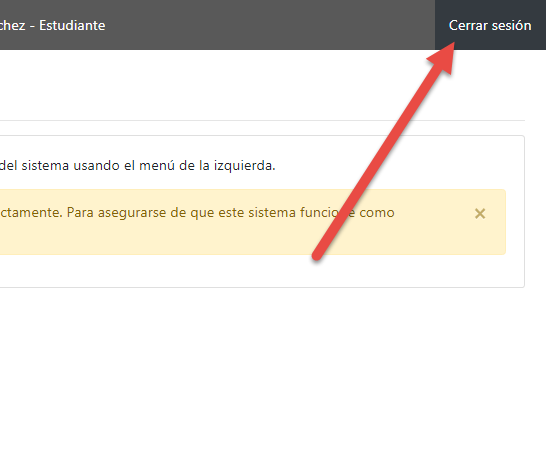 chez - Estudiante
Cerrar sesión
del sistema usando el menú de la izquierda.
ctamente. Para asegurarse de que este sistema funcione como
×